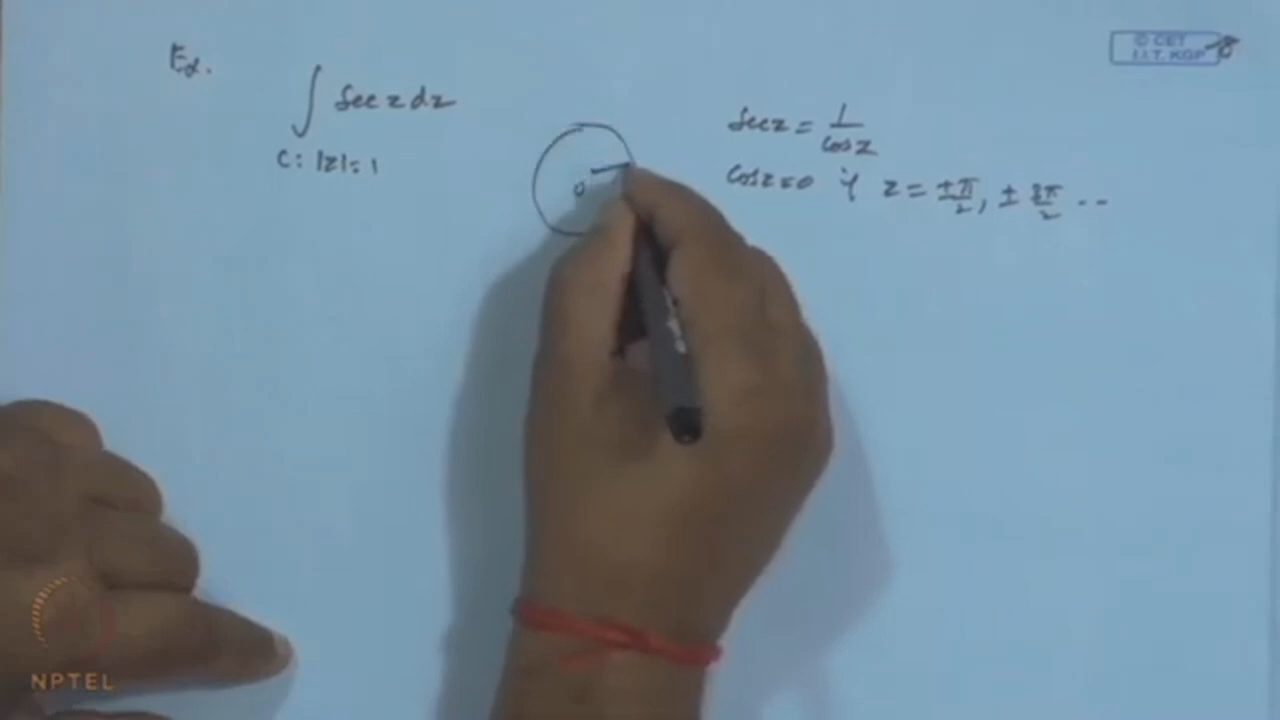 Ex.
∫ Sec z dz
C: |z|=1
0
Sec z = 1/cos z
Cos z = 0 if z = ±π/2, ± 3π/2 --
© CET
I.I.T. KGP
NPTEL